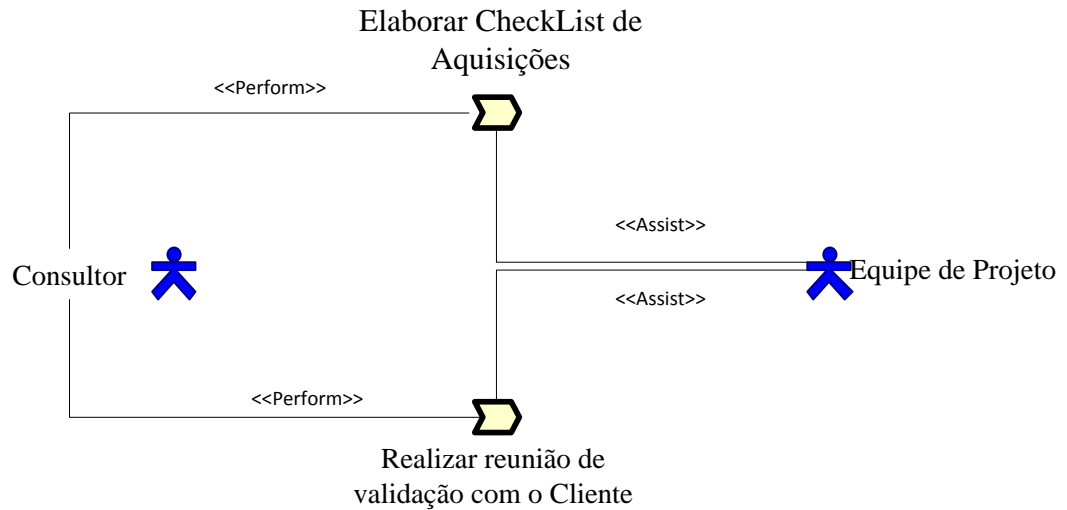 Elaborar CheckList de
Aquisições
<<Perform>>
<<Assist>>
Consultor
Equipe de Projeto
<<Assist>>
<<Perform>>
Realizar reunião de
validação com o Cliente